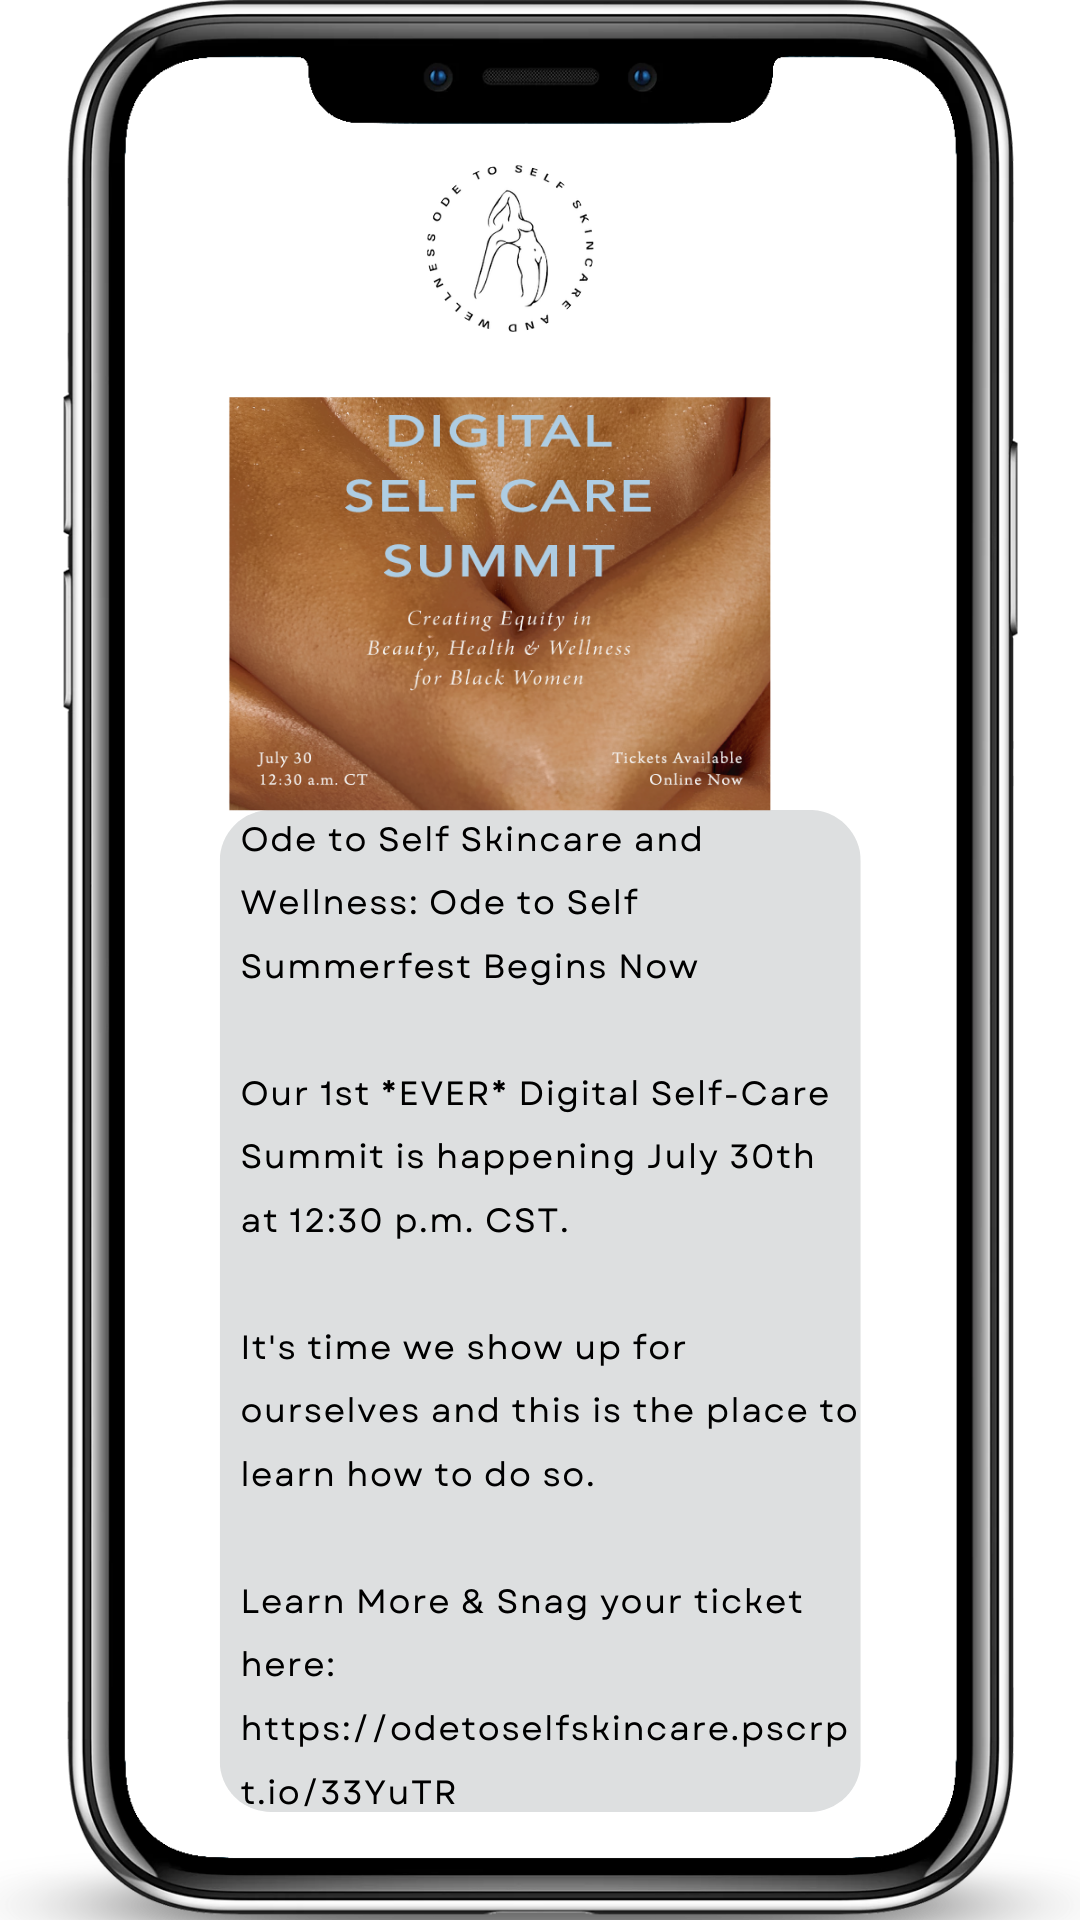 ODE TO SELF SKINCARE AND WELLNESS
DIGITAL
SELF CARE
SUMMIT
Creating Equity in
Beauty, Health & Wellness
for Black Women
July 30
12:30 a.m. CT
Tickets Available
Online Now
Ode to Self Skincare and
Wellness: Ode to Self
Summerfest Begins Now
Our 1st *EVER* Digital Self-Care
Summit is happening July 30th
at 12:30 p.m. CST.
It's time we show up for
ourselves and this is the place to
learn how to do so.
Learn More & Snag your ticket
here:
https://odetoselfskincare.pscrp
t.io/33YuTR